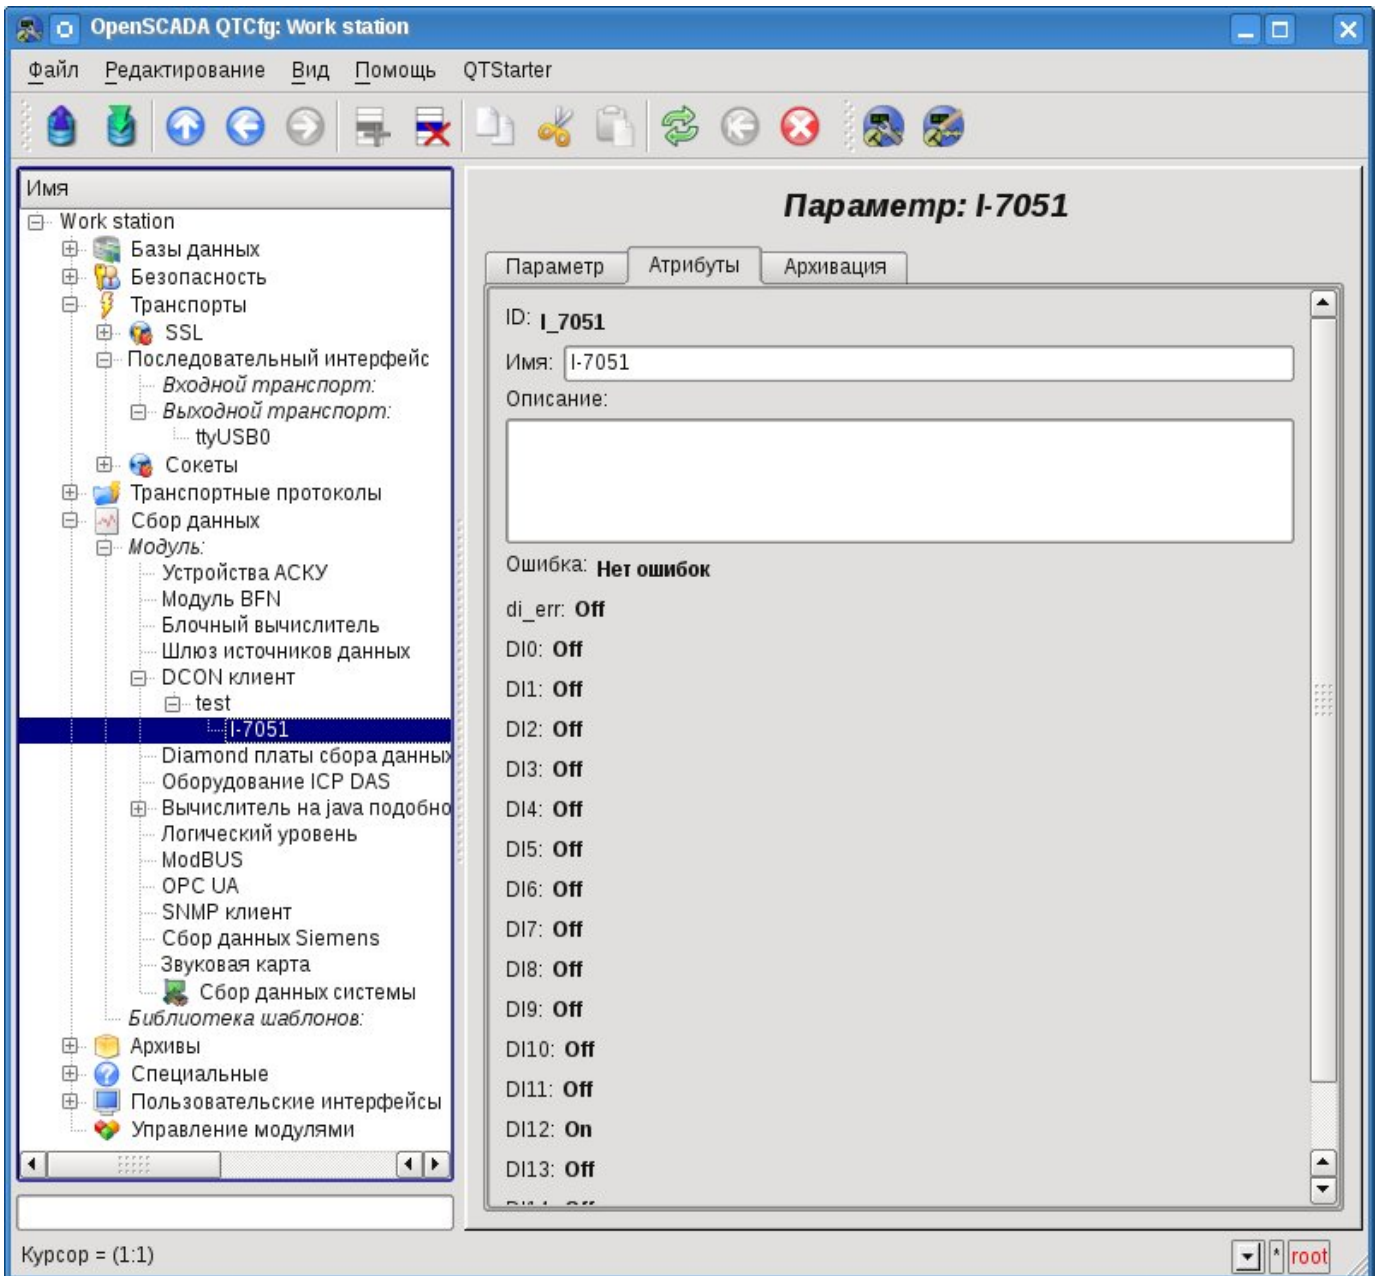 OpenSCADA QTCfg: Work station
Файл Редактирование Вид Помощь QTStarter
Имя
Work station
Базы данных
Безопасность
Транспорты
SSL
Последовательный интерфейс
Входной транспорт:
Выходной транспорт:
ttyUSB0
Сокеты
Транспортные протоколы
Сбор данных
Модуль:
Устройства АСКУ
Модуль BFN
Блочный вычислитель
Шлюз источников данных
DCON клиент
test
I-7051
Diamond платы сбора данных
Оборудование ICP DAS
Вычислитель на java подобно
Логический уровень
ModBUS
OPC UA
SNMP клиент
Сбор данных Siemens
Звуковая карта
Сбор данных системы
Библиотека шаблонов:
Архивы
Специальные
Пользовательские интерфейсы
Управление модулями
Параметр: I-7051
Параметр Атрибуты Архивация
ID: I_7051
Имя: I-7051
Описание:
Ошибка: Нет ошибок
di_err: Off
DI0: Off
DI1: Off
DI2: Off
DI3: Off
DI4: Off
DI5: Off
DI6: Off
DI7: Off
DI8: Off
DI9: Off
DI10: Off
DI11: Off
DI12: On
DI13: Off
Курсор = (1:1)
* root